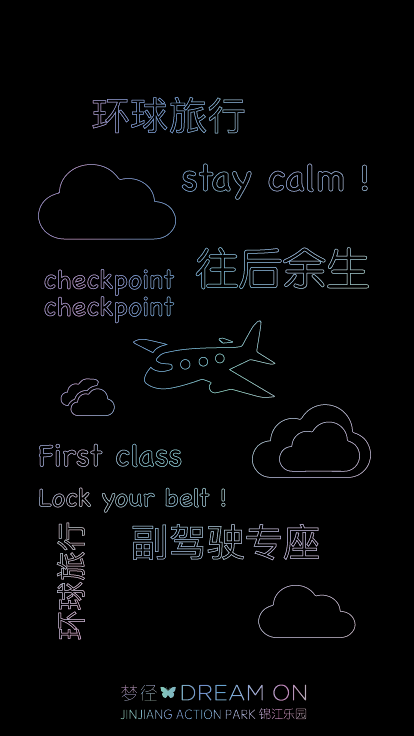 环球旅行
stay calm !
往后余生
checkpoint
checkpoint
First class
Lock your belt !
环球旅行
副驾驶专座
梦径 DREAM ON
JINJIANG ACTION PARK 锦江乐园